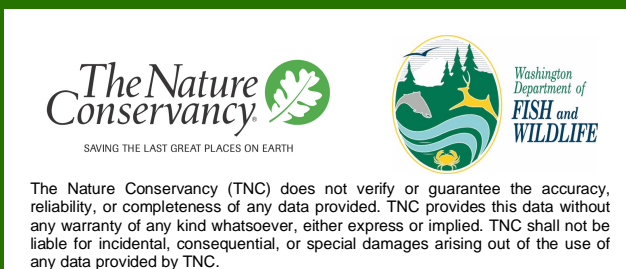 The Nature
Conservancy®
SAVING THE LAST GREAT PLACES ON EARTH
Washington
Department of
FISH and
WILDLIFE
The Nature Conservancy (TNC) does not verify or guarantee the accuracy,
reliability, or completeness of any data provided. TNC provides this data without
any warranty of any kind whatsoever, either express or implied. TNC shall not be
liable for incidental, consequential, or special damages arising out of the use of
any data provided by TNC.